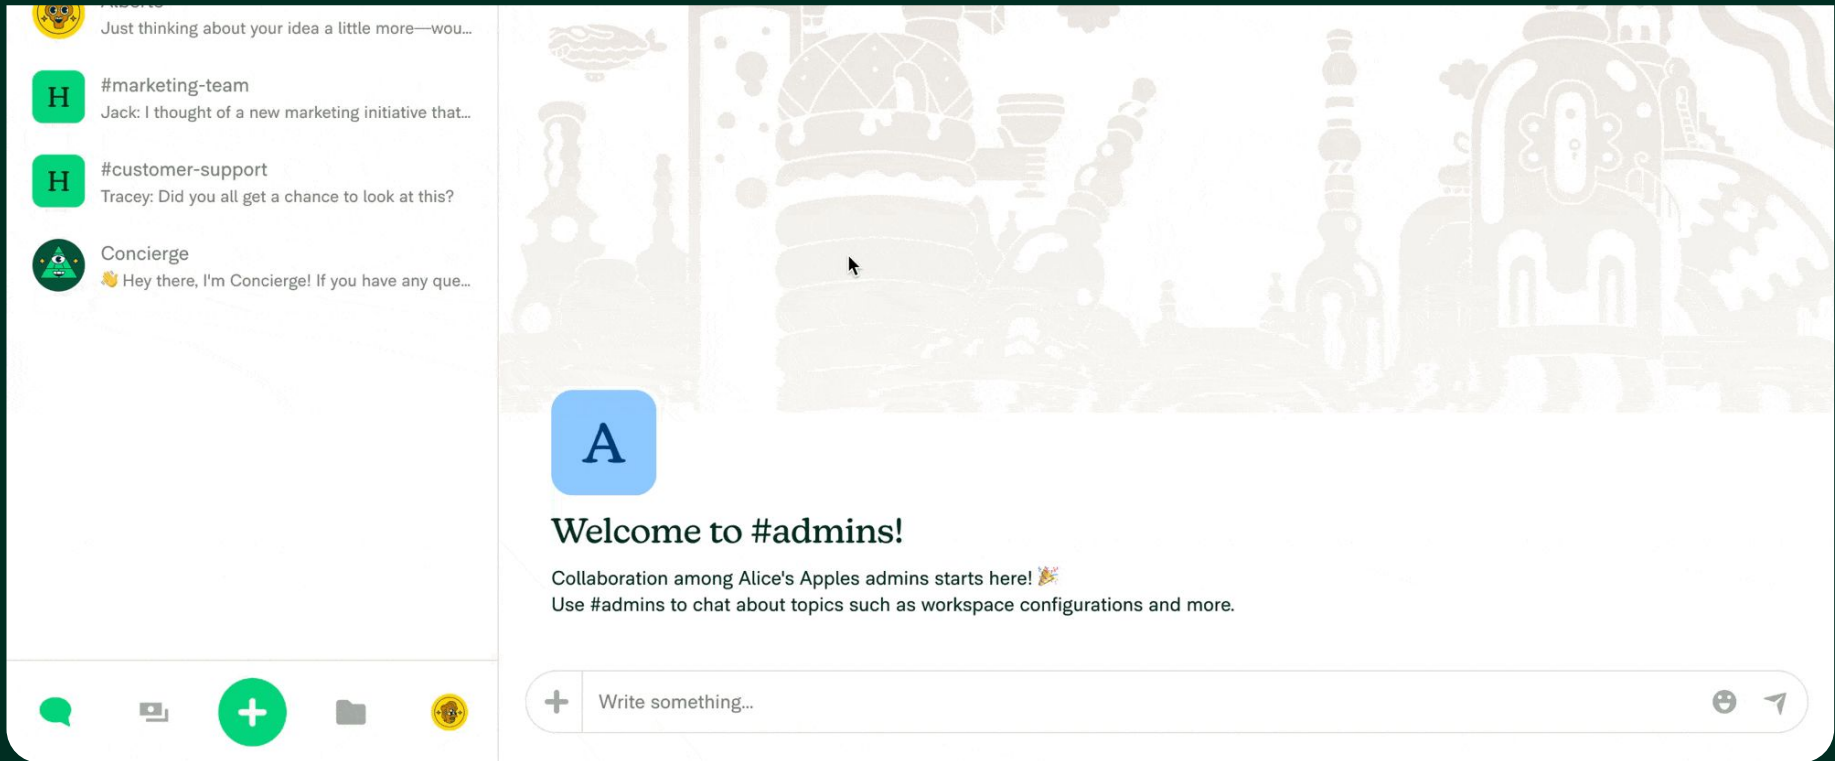 Alberto
Just thinking about your idea a little more—wou...
H
#marketing-team
Jack: I thought of a new marketing initiative that...
H
#customer-support
Tracey: Did you all get a chance to look at this?
Concierge
👋 Hey there, I'm Concierge! If you have any que...
A
Welcome to #admins!
Collaboration among Alice's Apples admins starts here! 🎉
Use #admins to chat about topics such as workspace configurations and more.
Write something...